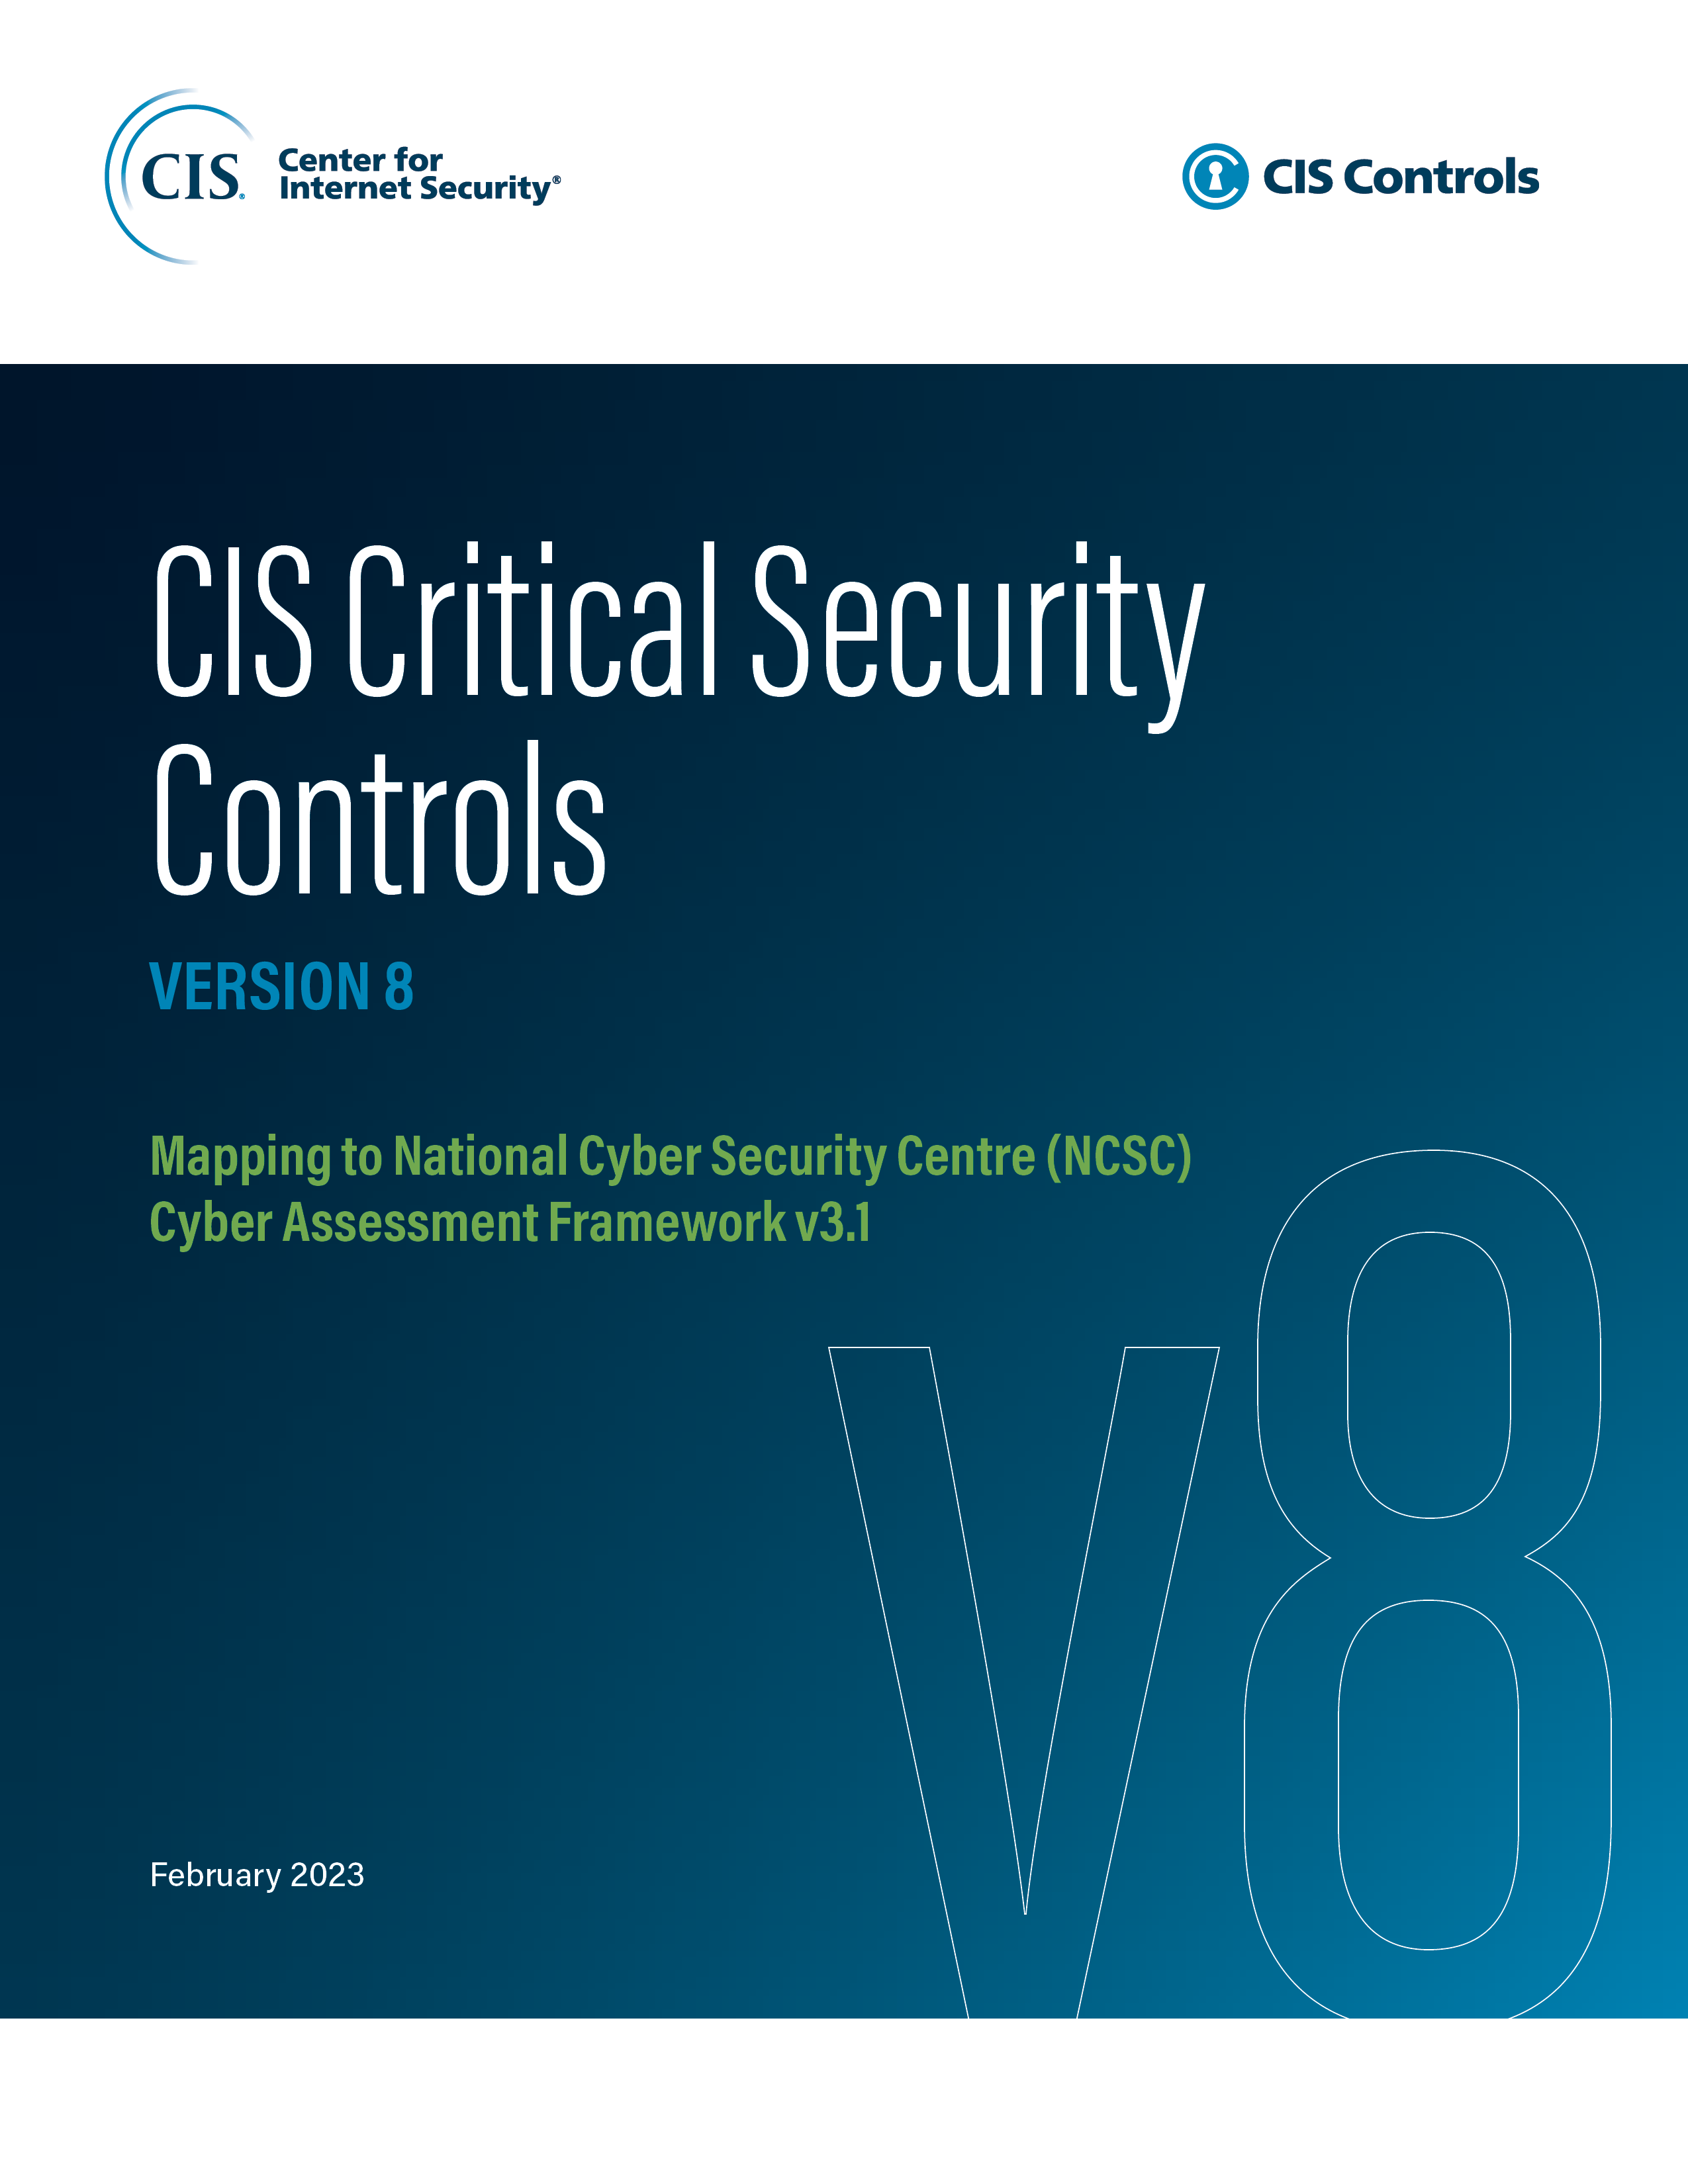 CIS®
Center for
Internet Security®
CIS Controls
CIS Critical Security
Controls
VERSION 8
Mapping to National Cyber Security Centre (NCSC)
Cyber Assessment Framework v3.1
v8
February 2023